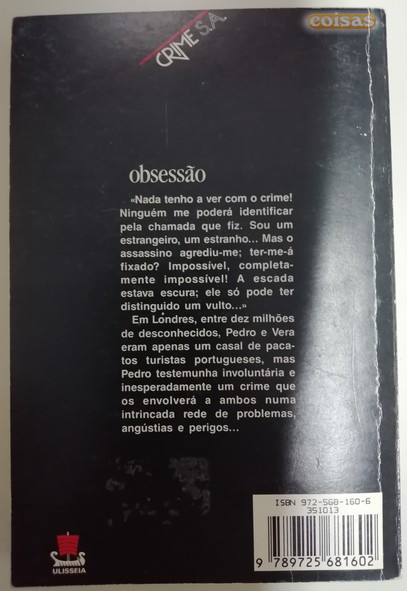 coisas
CRIME S.A.
obsessão
«Nada tenho a ver com o crime!
Ninguém me poderá identificar
pela chamada que fiz. Sou um
estrangeiro, um estranho... Mas o
assassino agrediu-me; ter-me-á
fixado? Impossível, completa-
mente impossível! A escada
estava escura; ele só pode ter
distinguido um vulto...»
Em Londres, entre dez milhões
de desconhecidos, Pedro e Vera
eram apenas um casal de paca-
tos turistas portugueses, mas
Pedro testemunha involuntária e
inesperadamente um crime que
os envolverá a ambos numa
intrincada rede de problemas,
angústias e perigos...
ISBN 972-568-160-6
351013
9 789725 681602
ULISSEIA